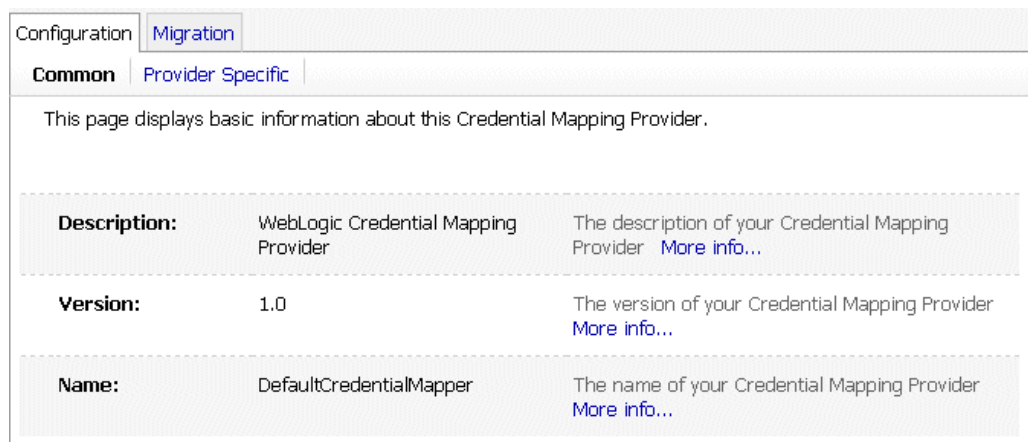 Configuration Migration
Common Provider Specific
This page displays basic information about this Credential Mapping Provider.
Description: WebLogic Credential Mapping The description of your Credential Mapping
Provider Provider More info...
Version: 1.0 The version of your Credential Mapping Provider
More info...
Name: DefaultCredentialMapper The name of your Credential Mapping Provider
More info...